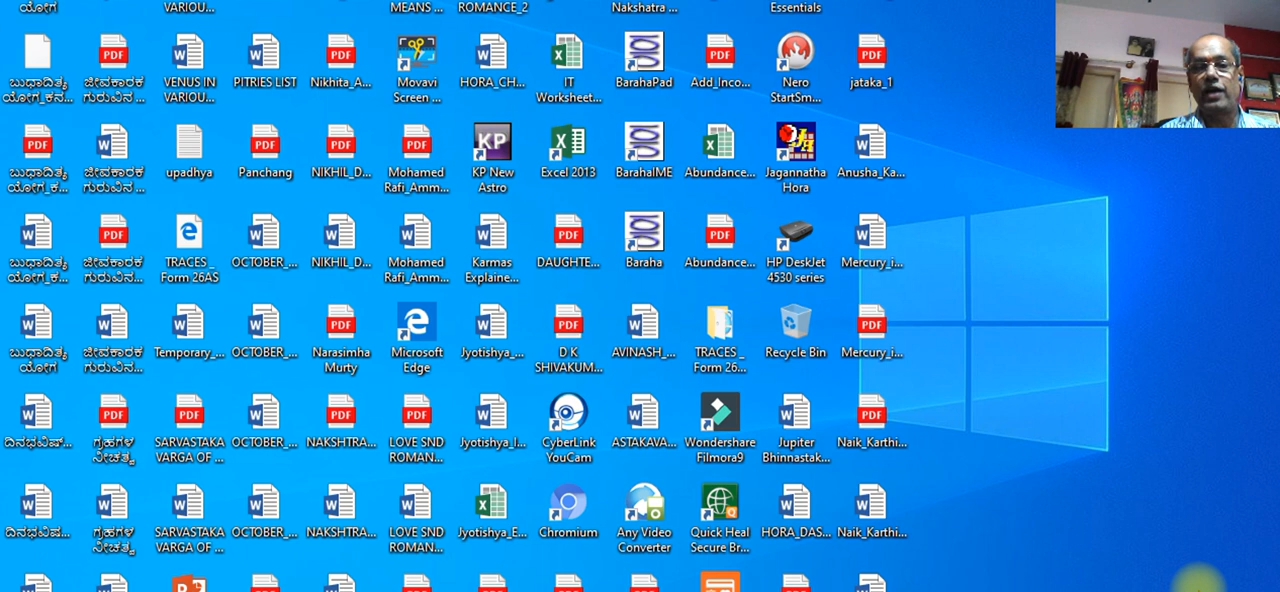 ಯೋಗ
VARIOU...
MEANS ...
ROMANCE_2
Nakshatra ...
Essentials
ಬುಧಾದಿತ್ಯ
ಯೋಗ_ಕನ...
ಜೀವಕಾರಕ
ಗುರುವಿನ...
VENUS IN
VARIOU...
PITRIES LIST
Nikhita_A...
Movavi
Screen ...
HORA_CH...
IT
Worksheet...
BarahaPad
Add_Inco...
Nero
StartSm...
jataka_1
ಬುಧಾದಿತ್ಯ
ಯೋಗ_ಕ...
ಜೀವಕಾರಕ
ಗುರುವಿನ...
upadhya
Panchang
NIKHIL_D...
Mohamed
Rafi_Amm...
KP
KP New
Astro
Excel 2013
BarahaIME
Abundance...
Jagannatha
Hora
Anusha_Ka...
ಬುಧಾದಿತ್ಯ
ಯೋಗ_ಕ...
ಜೀವಕಾರಕ
ಗುರುವಿನ...
TRACES_
Form 26AS
OCTOBER_...
NIKHIL_D...
Mohamed
Rafi_Amm...
Karmas
Explaine...
DAUGHTE...
Baraha
Abundance...
HP DeskJet
4530 series
Mercury_i...
ಬುಧಾದಿತ್ಯ
ಯೋಗ
ಜೀವಕಾರಕ
ಗುರುವಿನ...
Temporary_...
OCTOBER_...
Narasimha
Murty
Microsoft
Edge
Jyotishya_...
D K
SHIVAKUM...
AVINASH_...
TRACES_
Form 26...
Recycle Bin
Mercury_i...
ದಿನಭವಿಷ್...
ಗ್ರಹಗಳ
ನೀಚತ್ವ
SARVASTAKA
VARGA OF ...
OCTOBER_...
NAKSHTRA...
LOVE SND
ROMAN...
Jyotishya_I...
CyberLink
YouCam
ASTAKAVA...
Wondershare
Filmora9
Jupiter
Bhinnastak...
Naik_Karthi...
ದಿನಭವಿಷ...
ಗ್ರಹಗಳ
ನೀಚತ್ವ
SARVASTAKA
VARGA OF ...
OCTOBER_...
NAKSHTRA...
LOVE SND
ROMAN...
Jyotishya_E...
Chromium
Any Video
Converter
Quick Heal
Secure Br...
HORA_DAS...
Naik_Karthi...